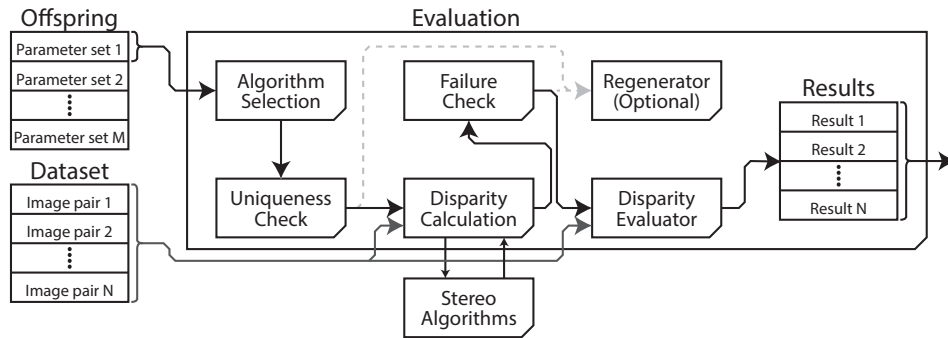 Offspring
Parameter set 1
Parameter set 2
Parameter set M
Dataset
Image pair 1
Image pair 2
Image pair N
Evaluation
Algorithm
Selection
Uniqueness
Check
Failure
Check
Disparity
Calculation
Stereo
Algorithms
Regenerator
(Optional)
Disparity
Evaluator
Results
Result 1
Result 2
Result N